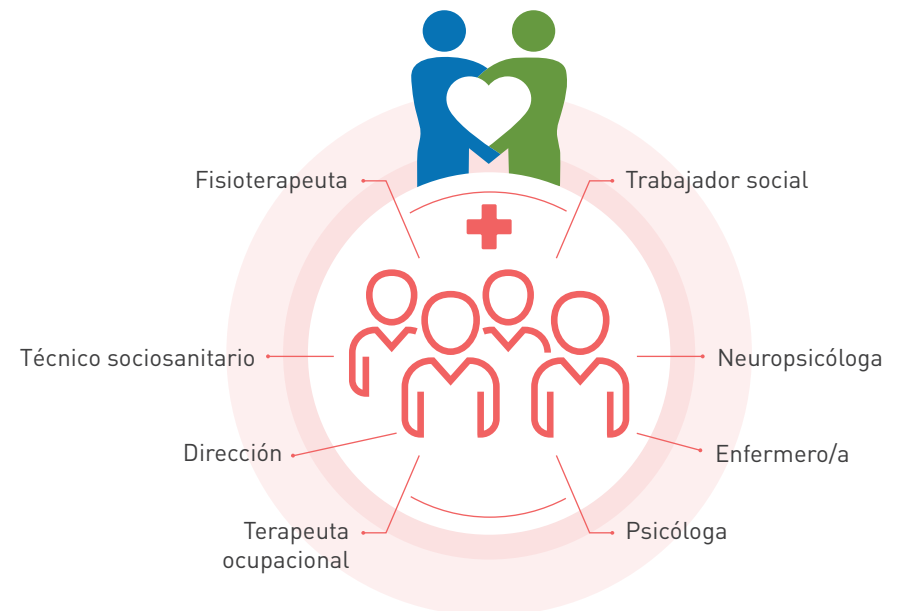 Fisioterapeuta
Trabajador social
Técnico sociosanitario
Neuropsicóloga
Dirección
Enfermero/a
Terapeuta
ocupacional
Psicóloga